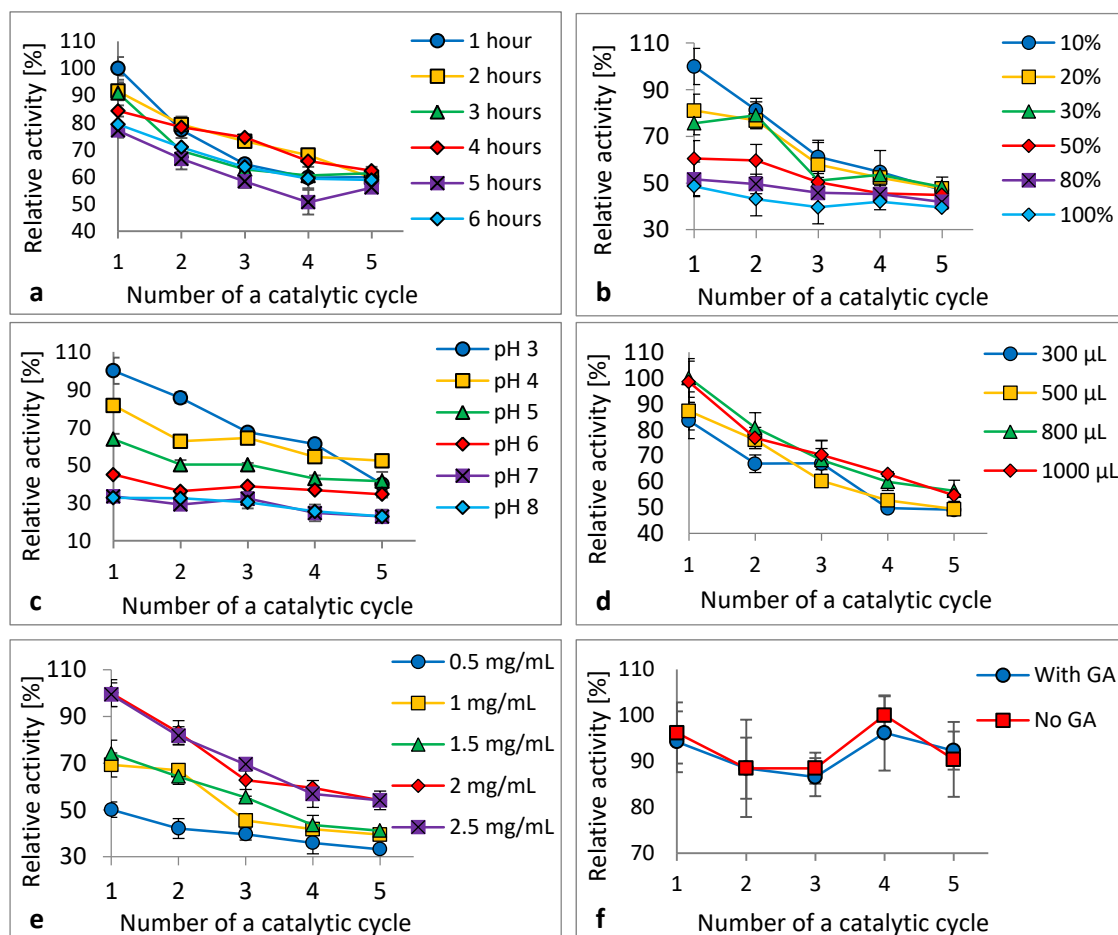 Relative activity [%]
110
100
90
80
70
60
50
40
1 2 3 4 5
Number of a catalytic cycle
a
1 hour
2 hours
3 hours
4 hours
5 hours
6 hours
Relative activity [%]
110
90
70
50
30
1 2 3 4 5
Number of a catalytic cycle
b
10%
20%
30%
50%
80%
100%
Relative activity [%]
110
90
70
50
30
10
1 2 3 4 5
Number of a catalytic cycle
c
pH 3
pH 4
pH 5
pH 6
pH 7
pH 8
Relative activity [%]
110
100
90
80
70
60
50
40
1 2 3 4 5
Number of a catalytic cycle
d
300 µL
500 µL
800 µL
1000 µL
Relative activity [%]
110
90
70
50
30
1 2 3 4 5
Number of a catalytic cycle
e
0.5 mg/mL
1 mg/mL
1.5 mg/mL
2 mg/mL
2.5 mg/mL
Relative activity [%]
110
100
90
80
70
1 2 3 4 5
Number of a catalytic cycle
f
With GA
No GA